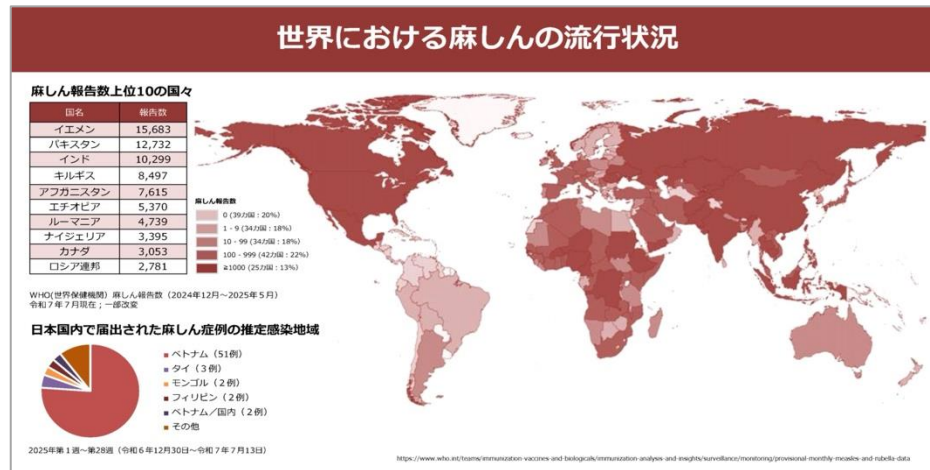 世界における麻しんの流行状況
麻しん報告数上位10の国々
国名 報告数
イエメン 15,683
パキスタン 12,732
インド 10,299
キルギス 8,497
アフガニスタン 7,615
エチオピア 5,370
ルーマニア 4,739
ナイジェリア 3,395
カナダ 3,053
ロシア連邦 2,781
麻しん報告数
0 (39カ国：20%)
1 - 9 (34カ国：18%)
10 - 99 (34カ国：18%)
100 - 999 (42カ国：22%)
≧1000 (25カ国：13%)
WHO(世界保健機関）麻しん報告数（2024年12月～2025年５月）
令和７年７月現在；一部改変
日本国内で届出された麻しん症例の推定感染地域
ベトナム（51例）
タイ（３例）
モンゴル（２例）
フィリピン（２例）
ベトナム／国内（２例）
その他
2025年第１週～第28週（令和６年12月30日～令和７年７月13日）
https://www.who.int/teams/immunization-vaccines-and-biologicals/immunization-analysis-and-insights/surveillance/monitoring/provisional-monthly-measles-and-rubella-data